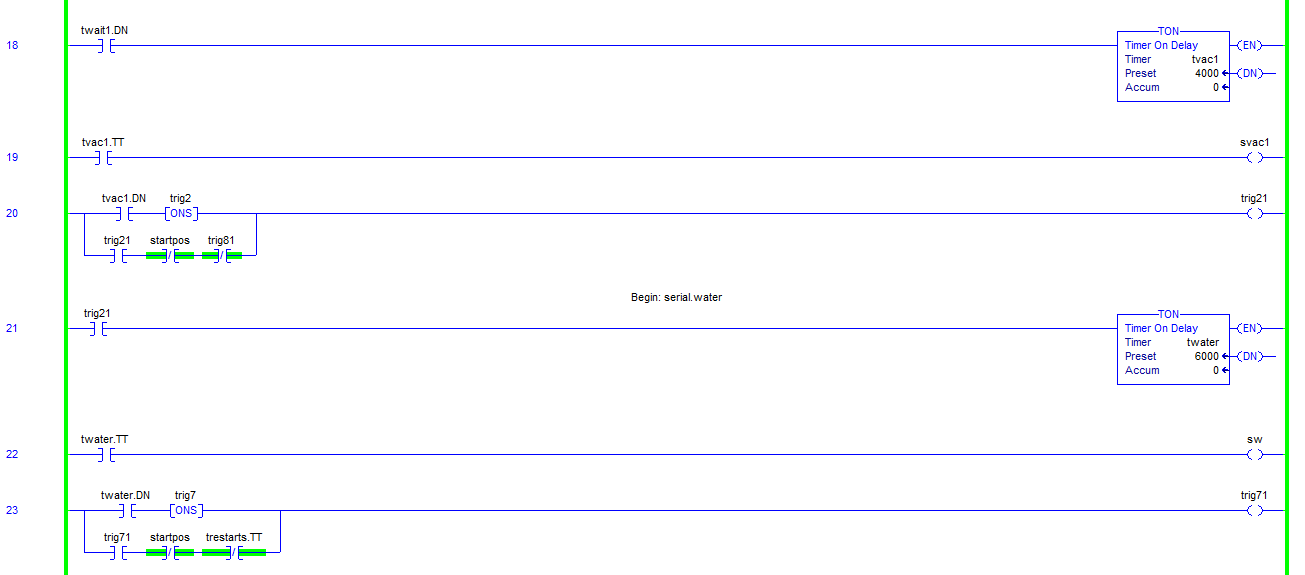 twait1.DN
18
TON
Timer On Delay
Timer tvac1
Preset 4000
Accum 0
EN
DN
tvac1.TT
svac1
19
tvac1.DN trig2 trig21
20
ONS
trig21 startpos trig81
Begin: serial.water
trig21
21
TON
Timer On Delay
Timer twater
Preset 6000
Accum 0
EN
DN
twater.TT
sw
22
twater.DN trig7 trig71
23
ONS
trig71 startpos trestarts.TT